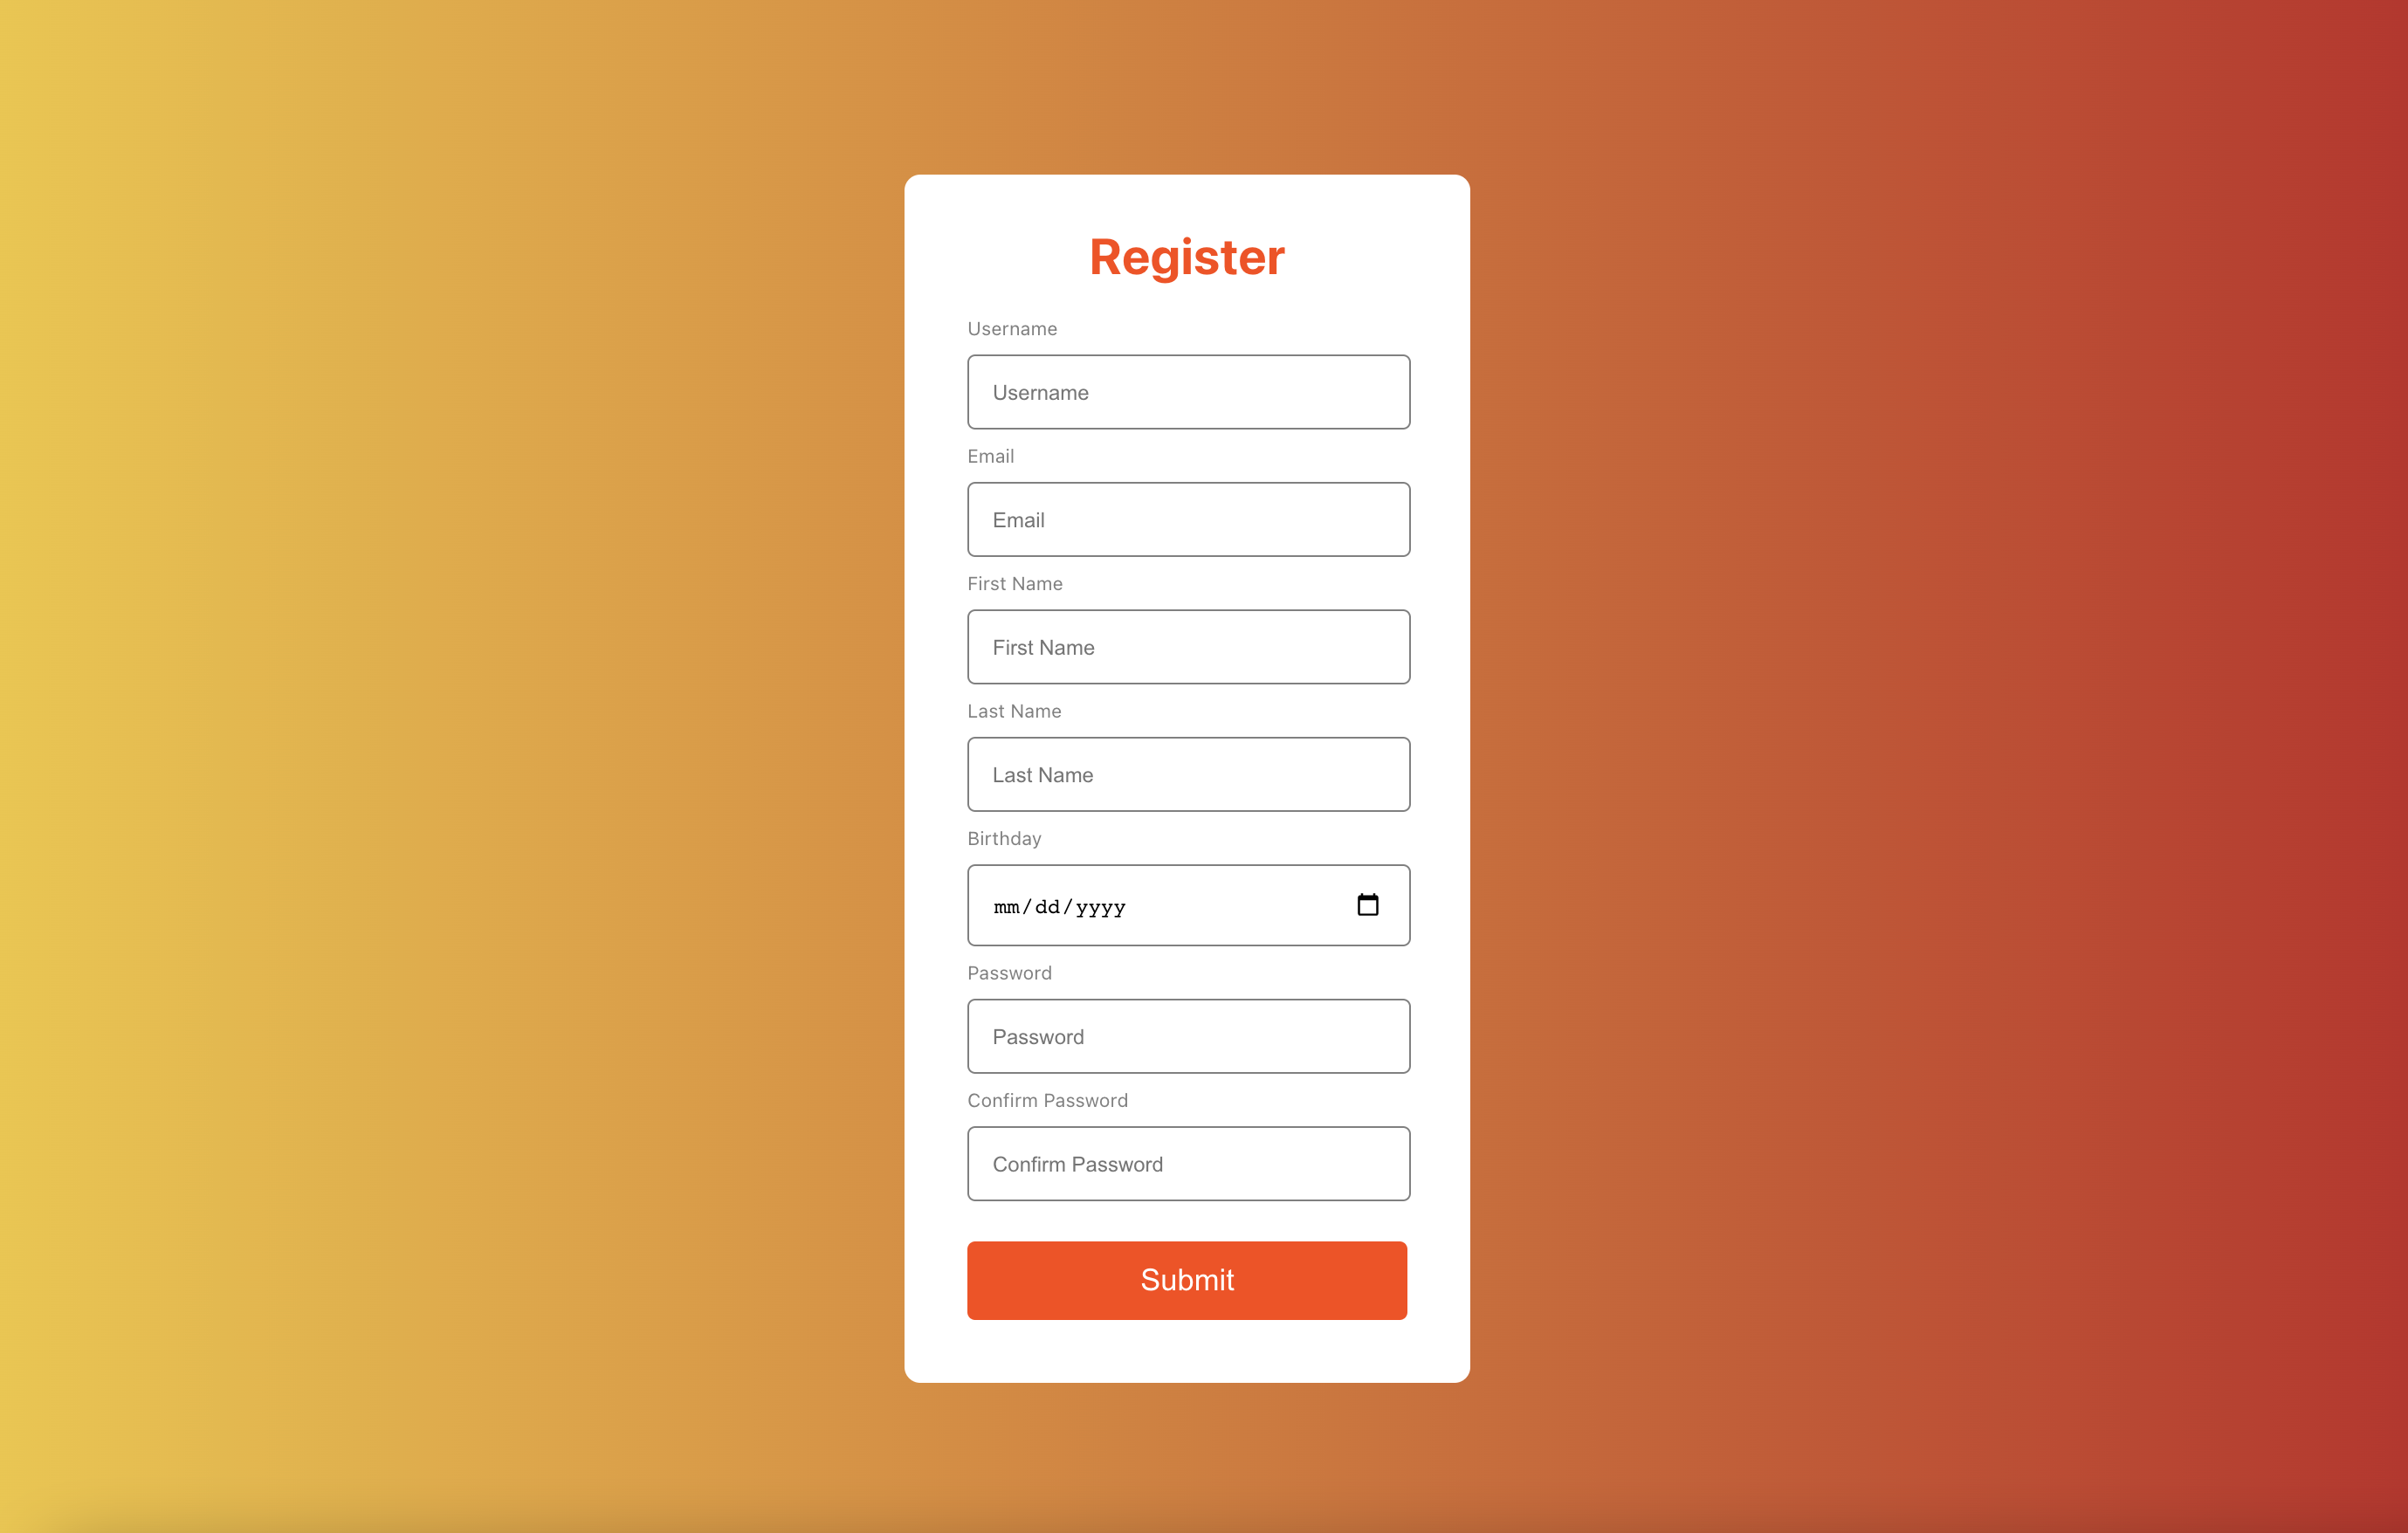 Register
Username
Username
Email
Email
First Name
First Name
Last Name
Last Name
Birthday
mm/dd/yyyy
Password
Password
Confirm Password
Confirm Password
Submit